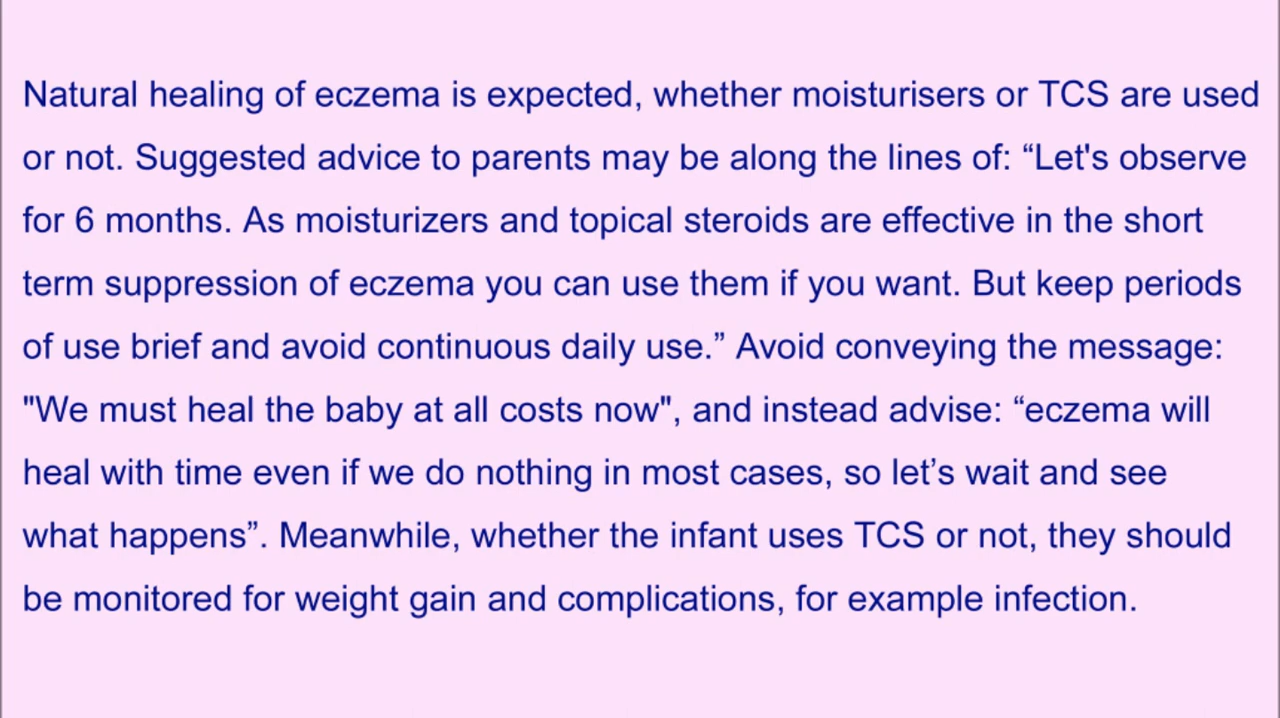 Natural healing of eczema is expected, whether moisturisers or TCS are used
or not. Suggested advice to parents may be along the lines of: “Let's observe
for 6 months. As moisturizers and topical steroids are effective in the short
term suppression of eczema you can use them if you want. But keep periods
of use brief and avoid continuous daily use.” Avoid conveying the message:
"We must heal the baby at all costs now", and instead advise: “eczema will
heal with time even if we do nothing in most cases, so let’s wait and see
what happens”. Meanwhile, whether the infant uses TCS or not, they should
be monitored for weight gain and complications, for example infection.